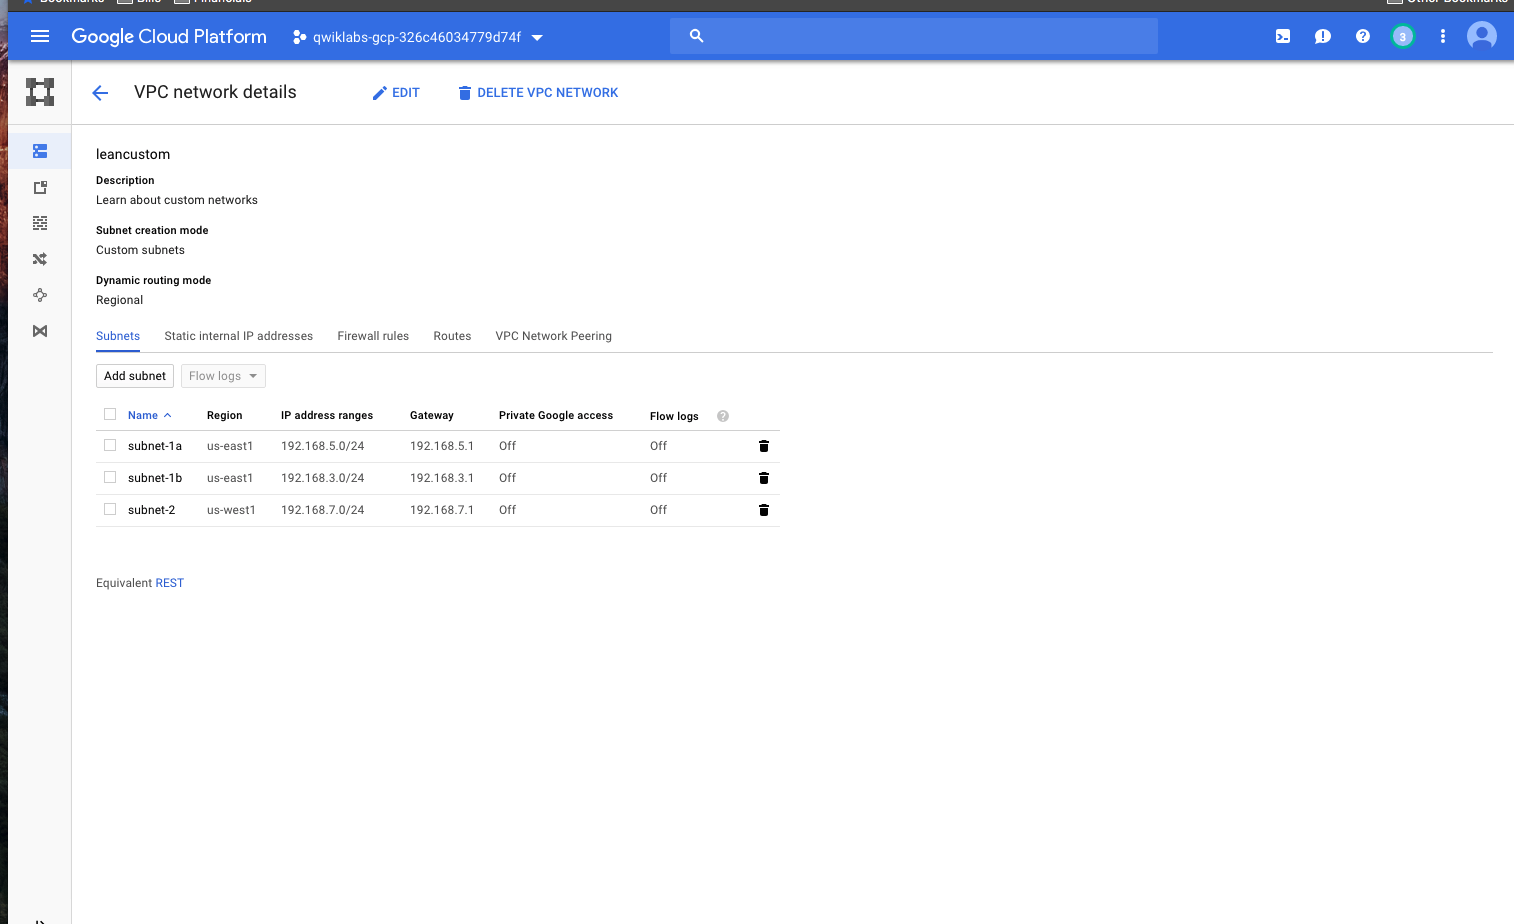 Bookmarks Bills Financials Other Bookmarks
Google Cloud Platform qwiklabs-gcp-326c46034779d74f 3
VPC network details EDIT DELETE VPC NETWORK
leancustom
Description
Learn about custom networks
Subnet creation mode
Custom subnets
Dynamic routing mode
Regional
Subnets Static internal IP addresses Firewall rules Routes VPC Network Peering
Add subnet Flow logs
Name Region IP address ranges Gateway Private Google access Flow logs
subnet-1a us-east1 192.168.5.0/24 192.168.5.1 Off Off
subnet-1b us-east1 192.168.3.0/24 192.168.3.1 Off Off
subnet-2 us-west1 192.168.7.0/24 192.168.7.1 Off Off
Equivalent REST